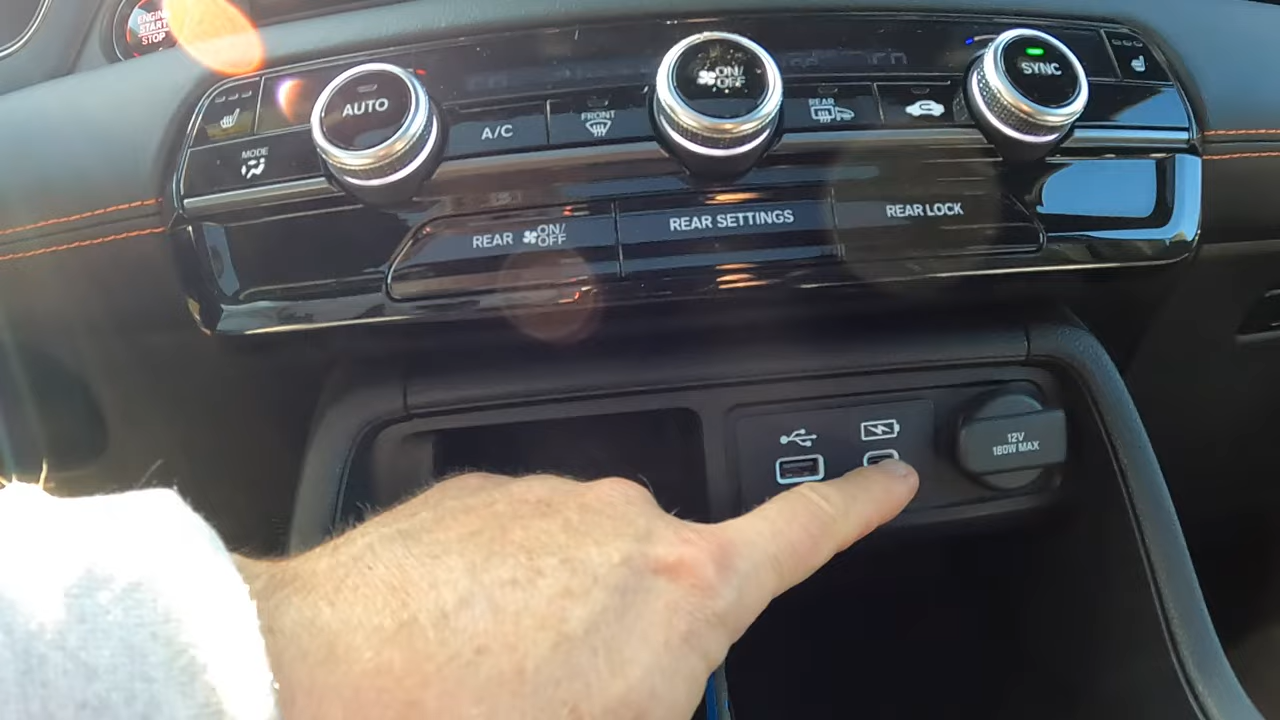 ENGINE
START
STOP
AUTO
ON/
OFF
SYNC
MODE
A/C
FRONT
REAR
REAR ON/
OFF
REAR SETTINGS
REAR LOCK
12V
180W MAX